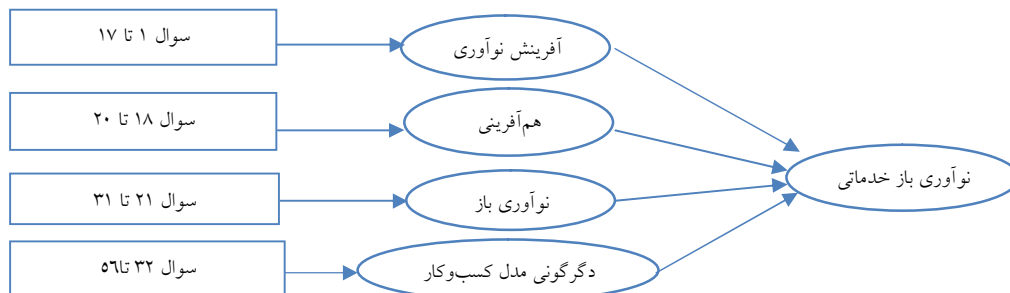 سوال ۱ تا ۱۷
آفرینش نوآوری
سوال ۱۸ تا ۲۰
هم‌آفرینی
نوآوری باز خدماتی
سوال ۲۱ تا ۳۱
نوآوری باز
سوال ۳۲ تا٥٦
دگرگونی مدل کسب‌وکار